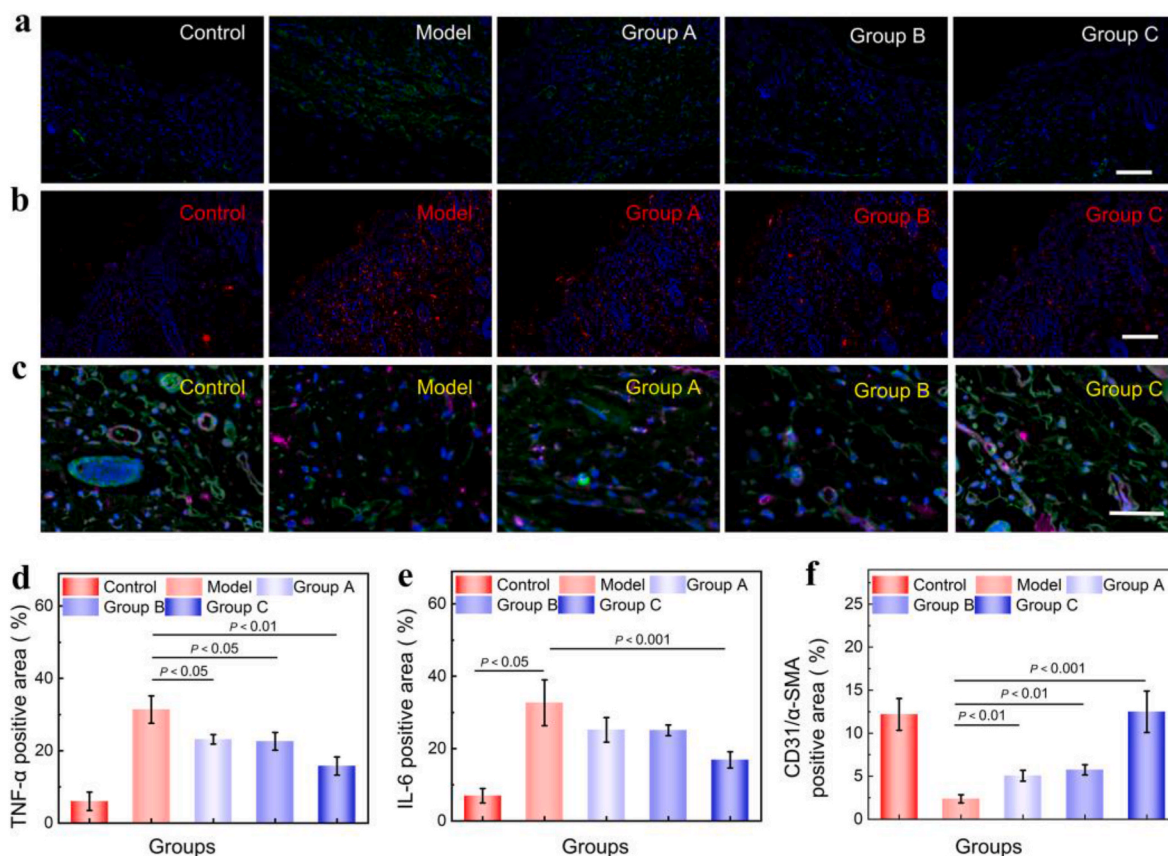 a
Control Model Group A Group B Group C
b
Control Model Group A Group B Group C
c
Control Model Group A Group B Group C
d
Control Model Group A
Group B Group C
P < 0.01
P < 0.05
P < 0.05
TNF-α positive area ( %)
60
40
20
0
Groups
e
Control Model Group A
Group B Group C
P < 0.001
P < 0.05
IL-6 positive area ( %)
60
40
20
0
Groups
f
Control Model Group A
Group B Group C
P < 0.001
P < 0.01
P < 0.01
CD31/α-SMA
positive area ( %)
25
20
15
10
5
0
Groups